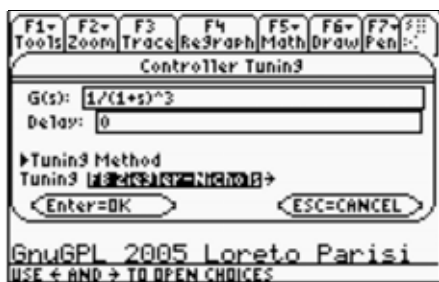 F1 F2 F3 F4 F5 F6 F7
Tools Zoom Trace ReGraph Math Draw Pen
Controller Tuning
G(s): 1/(1+s)^3
Delay: 0
Tuning Method
Tuning FB Ziegler-Nichols→
Enter=OK ESC=CANCEL
GnuGPL 2005 Loreto Parisi
USE ← AND → TO OPEN CHOICES